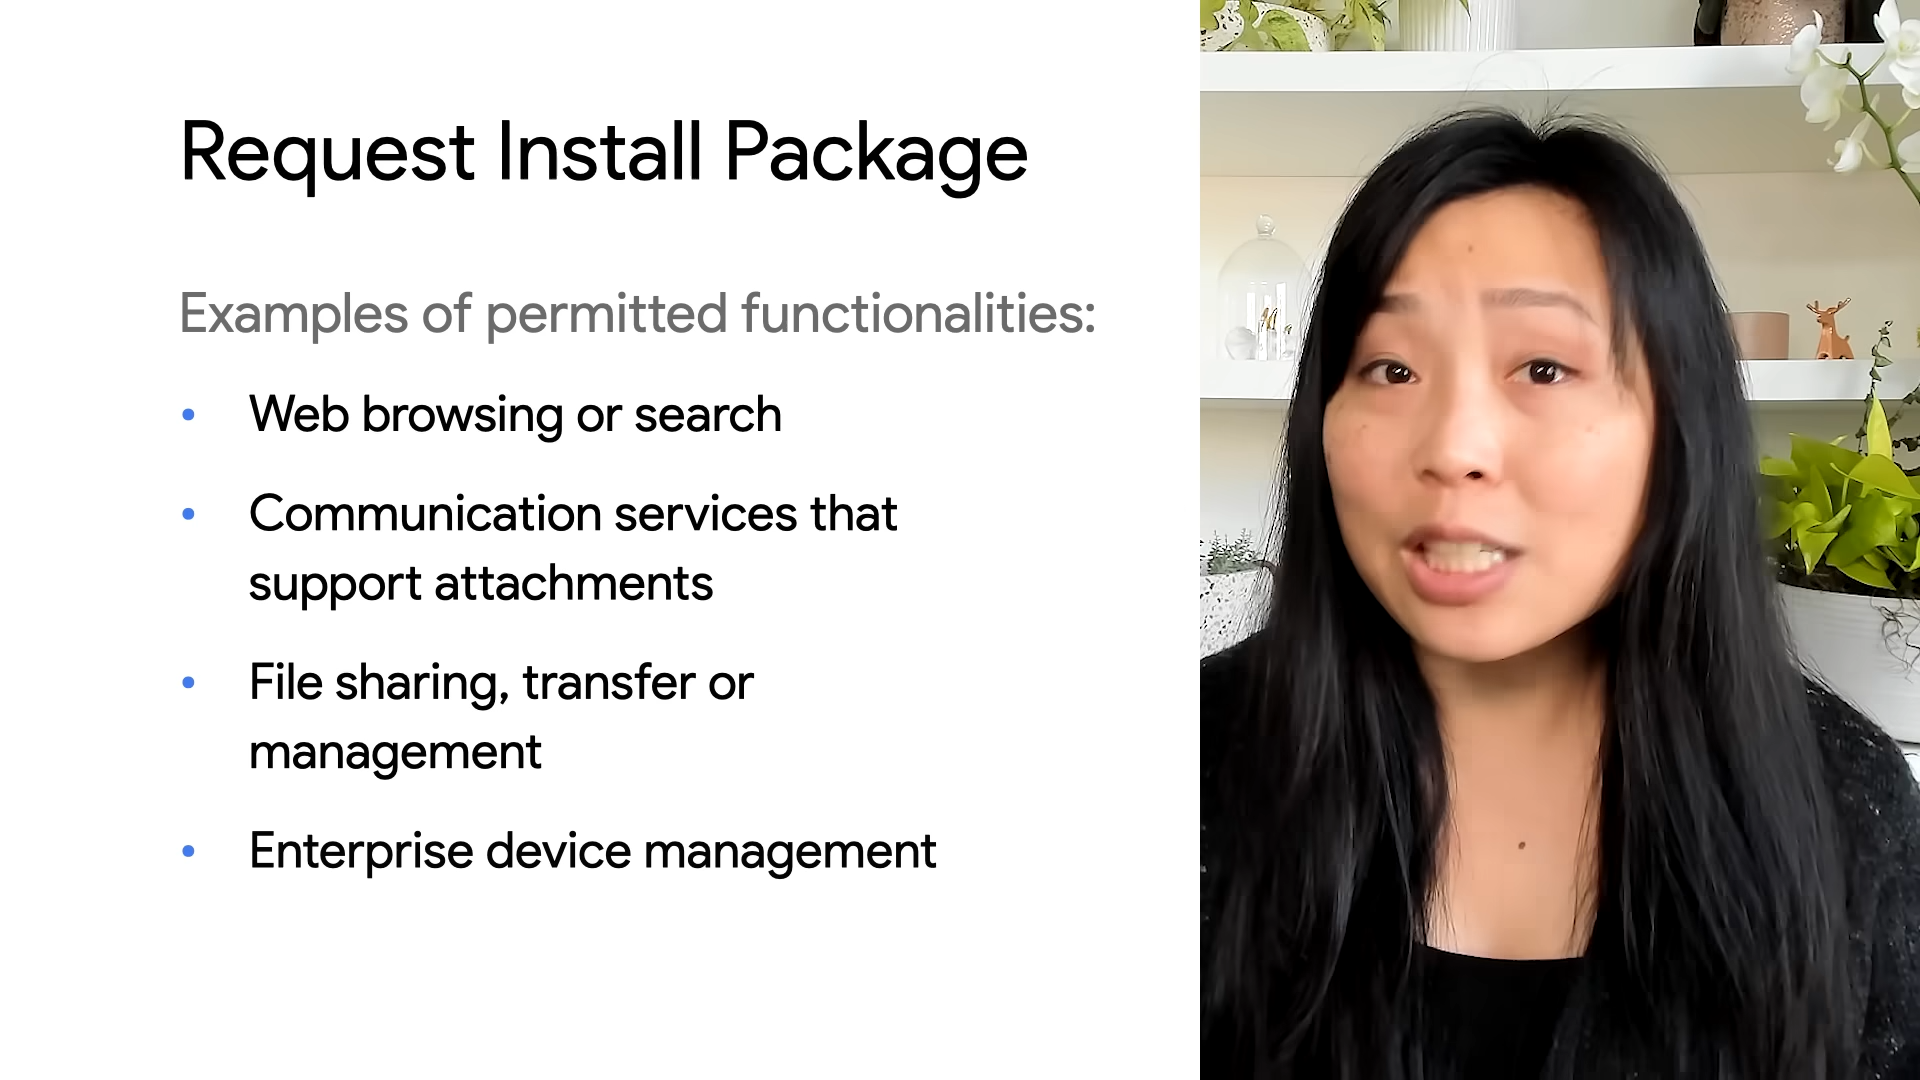 Request Install Package
Examples of permitted functionalities:
• Web browsing or search
• Communication services that
support attachments
• File sharing, transfer or
management
• Enterprise device management